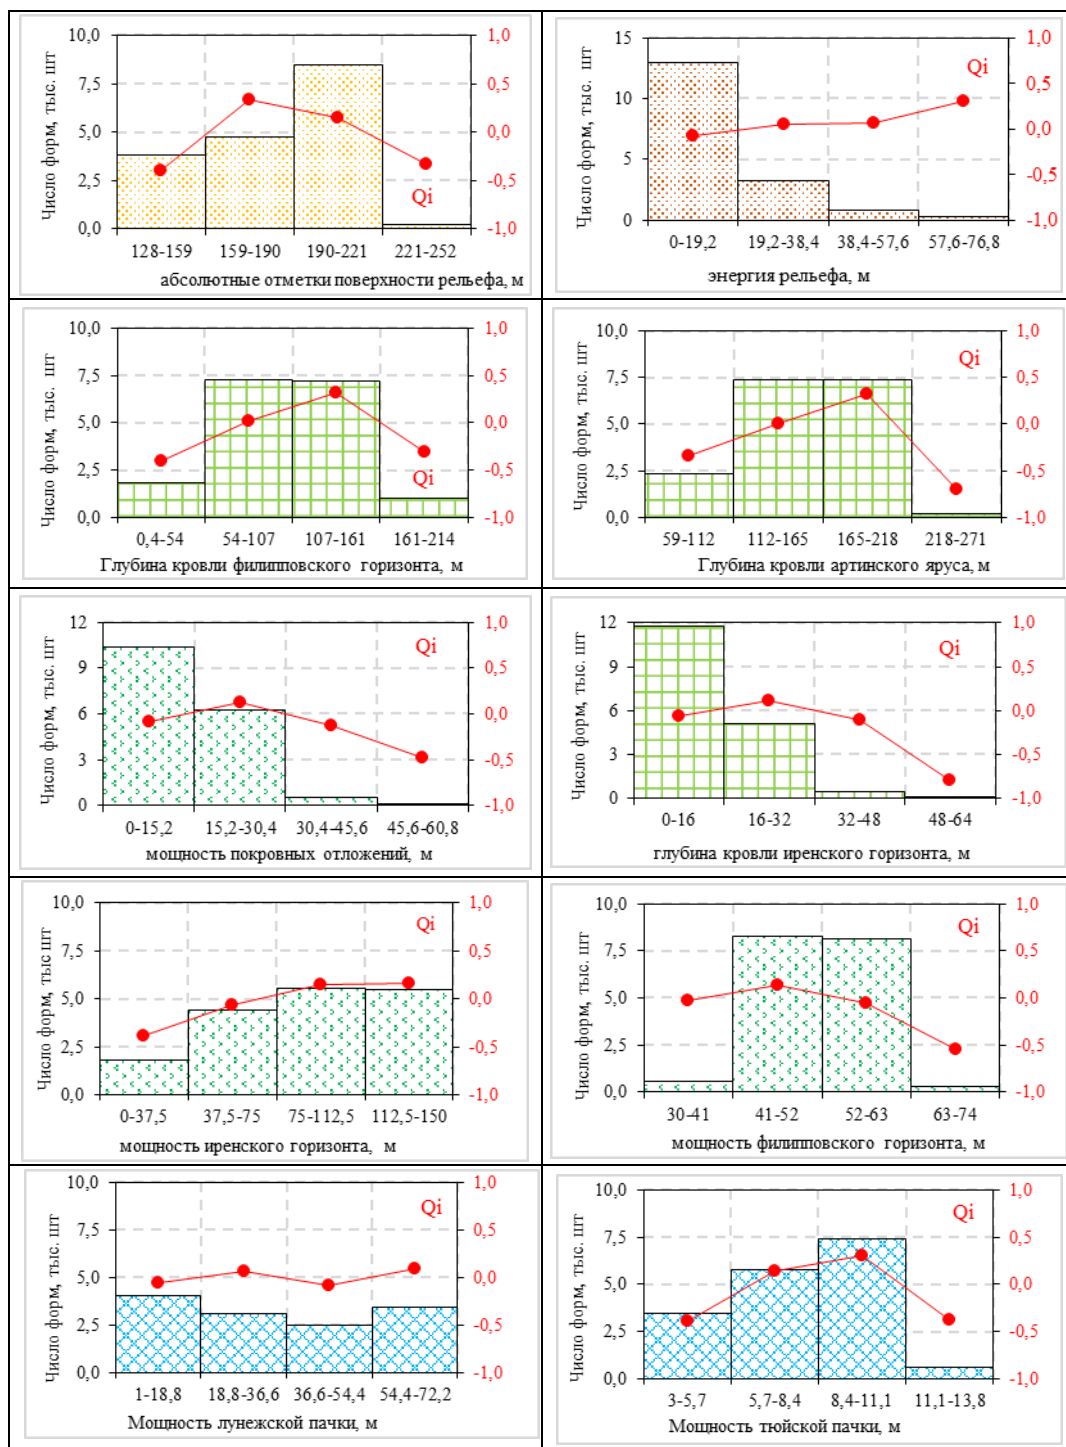 10,0
7,5
5,0
2,5
0,0
Число форм, тыс. шт
1,0
0,5
0,0
-0,5
-1,0
Qi
128-159 159-190 190-221 221-252
абсолютные отметки поверхности рельефа, м
15
10
5
0
Число форм, тыс. шт
1,0
0,5
0,0
-0,5
-1,0
Qi
0-19,2 19,2-38,4 38,4-57,6 57,6-76,8
энергия рельефа, м
10,0
7,5
5,0
2,5
0,0
Число форм, тыс. шт
1,0
0,5
0,0
-0,5
-1,0
Qi
0,4-54 54-107 107-161 161-214
Глубина кровли филипповского горизонта, м
10,0
7,5
5,0
2,5
0,0
Число форм, тыс. шт
1,0
0,5
0,0
-0,5
-1,0
Qi
59-112 112-165 165-218 218-271
Глубина кровли артинского яруса, м
12
9
6
3
0
Число форм, тыс. шт
1,0
0,5
0,0
-0,5
-1,0
Qi
0-15,2 15,2-30,4 30,4-45,6 45,6-60,8
мощность покровных отложений, м
12
9
6
3
0
Число форм, тыс. шт
1,0
0,5
0,0
-0,5
-1,0
Qi
0-16 16-32 32-48 48-64
глубина кровли иренского горизонта, м
10,0
7,5
5,0
2,5
0,0
Число форм, тыс шт
1,0
0,5
0,0
-0,5
-1,0
Qi
0-37,5 37,5-75 75-112,5 112,5-150
мощность иренского горизонта, м
10,0
7,5
5,0
2,5
0,0
Число форм, тыс. шт
1,0
0,5
0,0
-0,5
-1,0
Qi
30-41 41-52 52-63 63-74
мощность филипповского горизонта, м
10,0
7,5
5,0
2,5
0,0
Число форм, тыс. шт
1,0
0,5
0,0
-0,5
-1,0
Qi
1-18,8 18,8-36,6 36,6-54,4 54,4-72,2
Мощность лунежской пачки, м
10,0
7,5
5,0
2,5
0,0
Число форм, тыс. шт
1,0
0,5
0,0
-0,5
-1,0
Qi
3-5,7 5,7-8,4 8,4-11,1 11,1-13,8
Мощность тюйской пачки, м